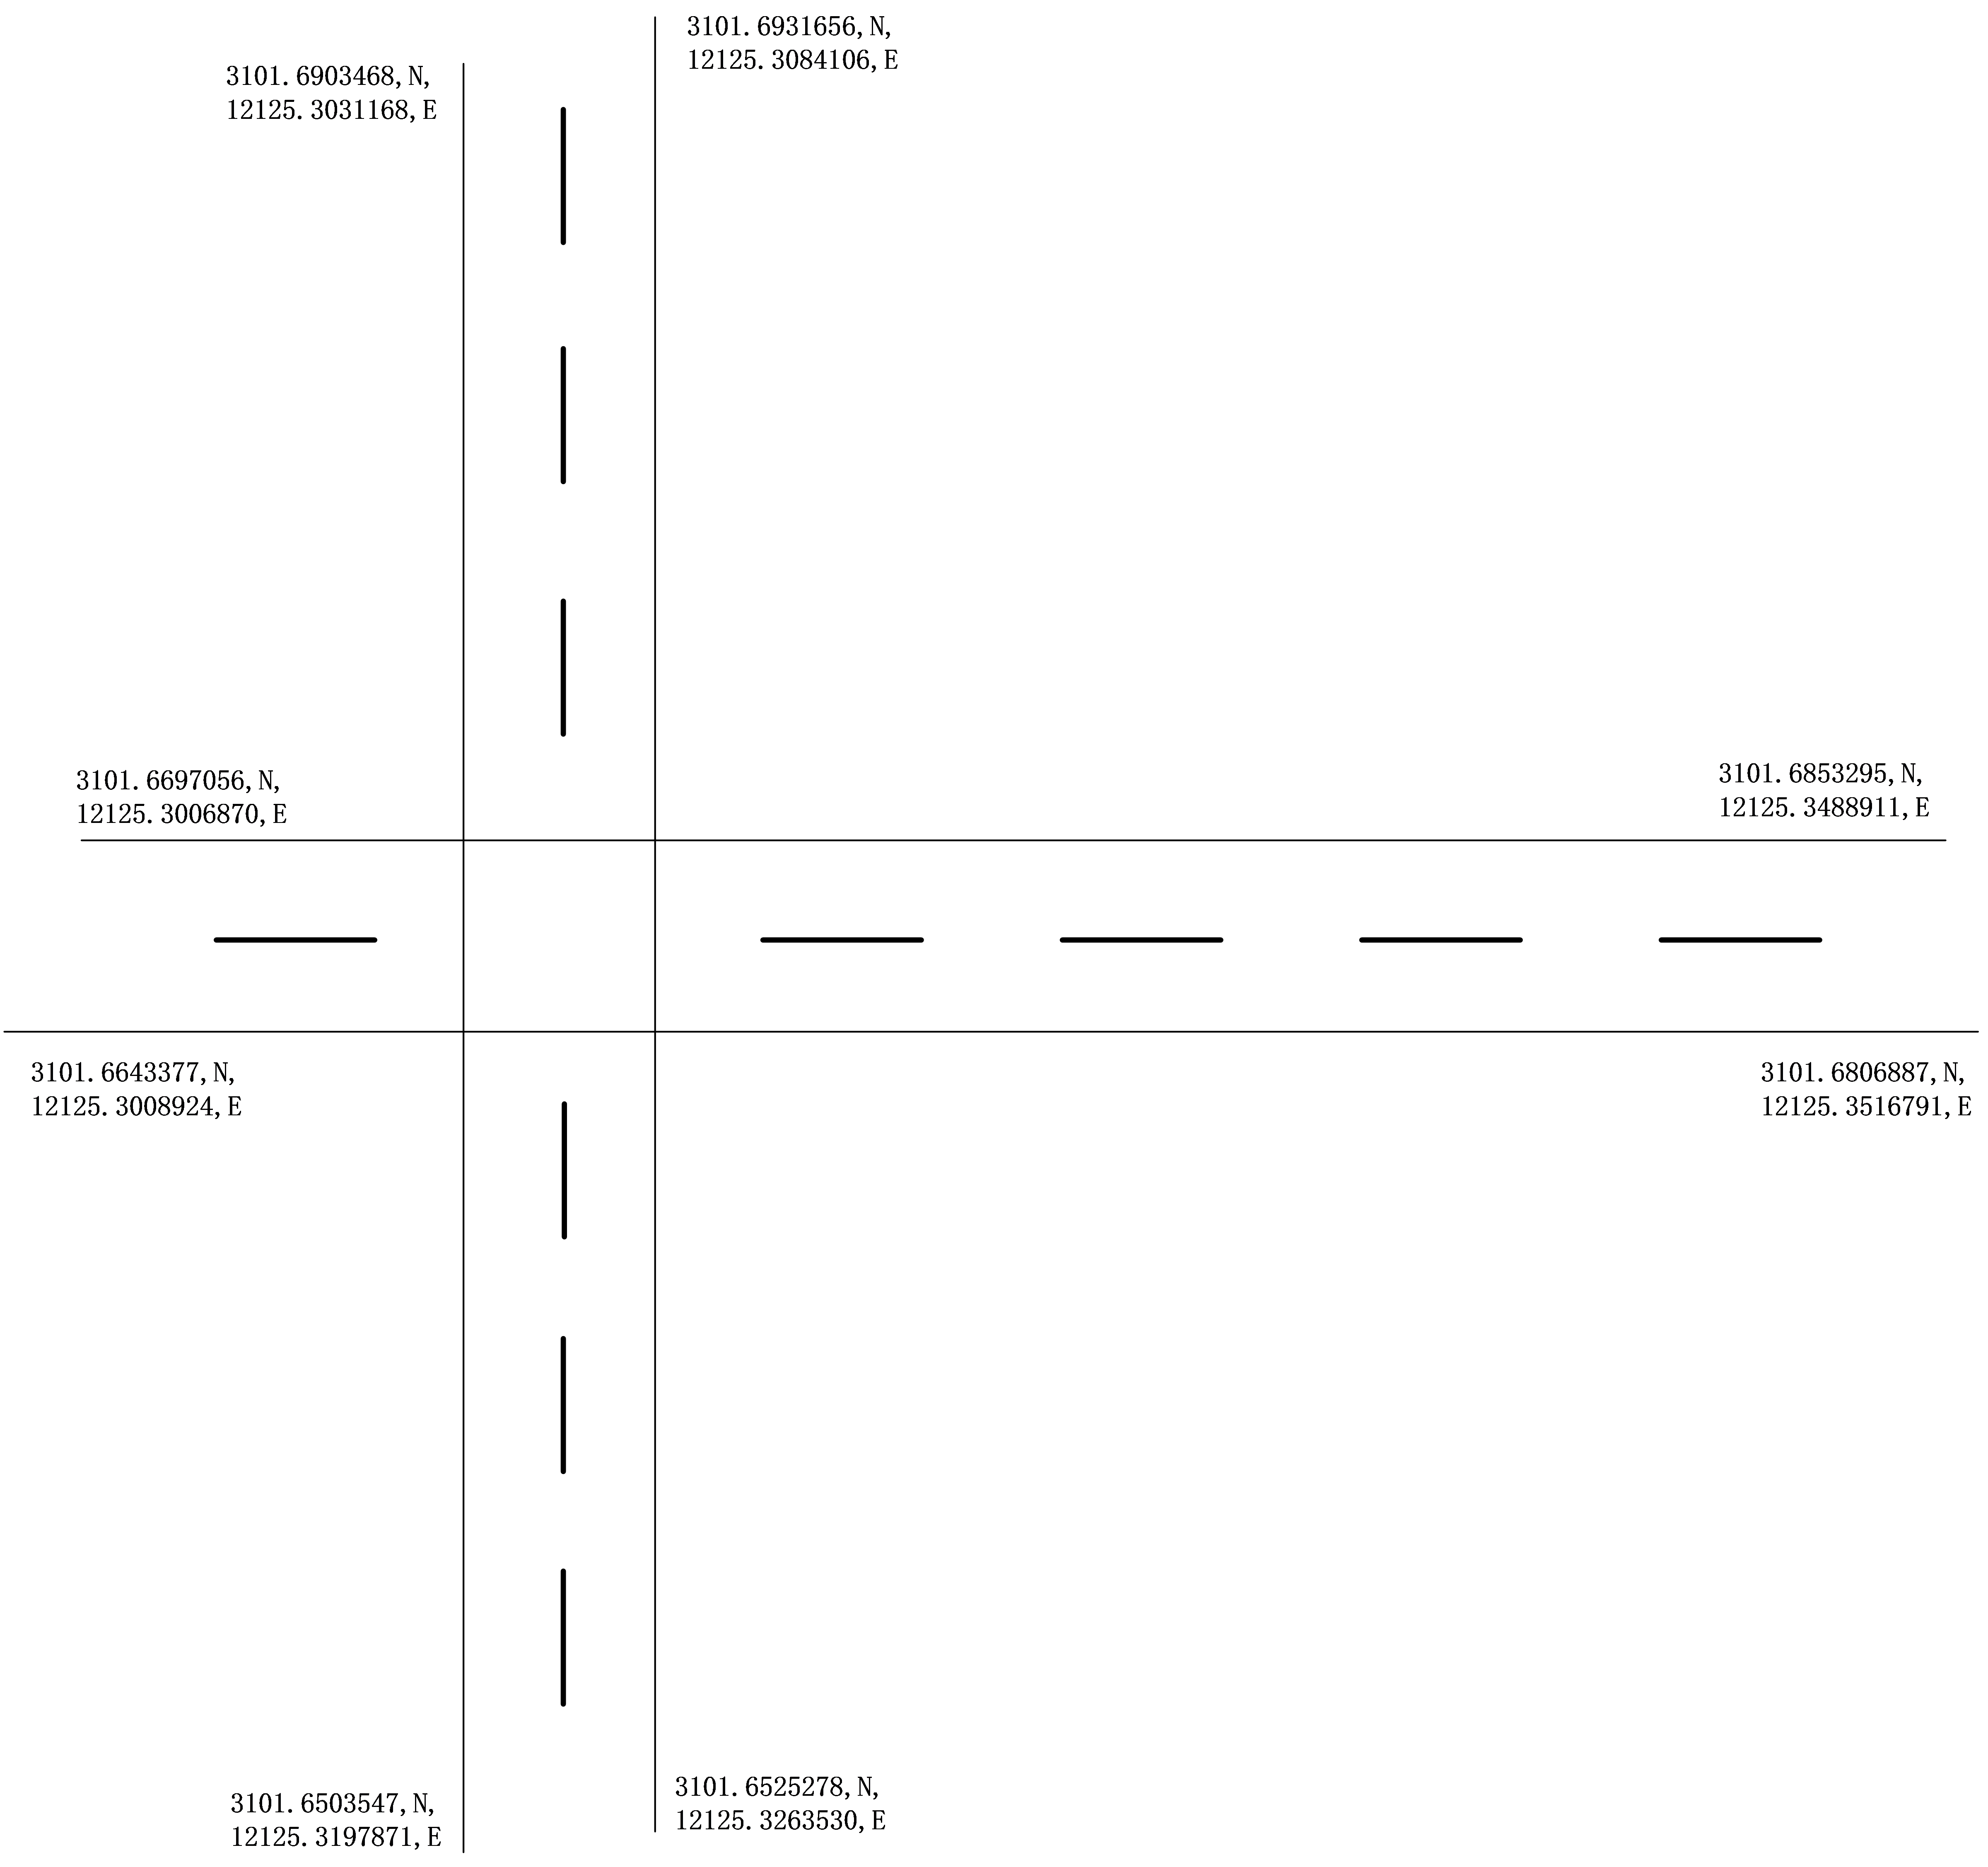 3101.6931656,N,
12125.3084106,E
3101.6903468,N,
12125.3031168,E
3101.6697056,N,
12125.3006870,E
3101.6853295,N,
12125.3488911,E
3101.6643377,N,
12125.3008924,E
3101.6806887,N,
12125.3516791,E
3101.6503547,N,
12125.3197871,E
3101.6525278,N,
12125.3263530,E